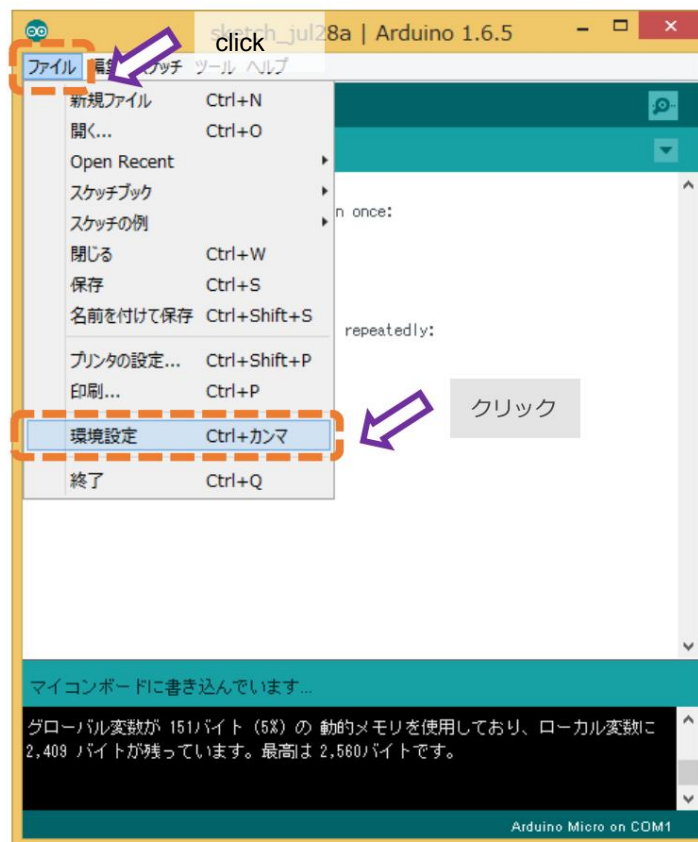 sketch_jul28a | Arduino 1.6.5
click
ファイル 編集 スケッチ ツール ヘルプ
新規ファイル Ctrl+N
開く... Ctrl+O
Open Recent
スケッチブック
スケッチの例
閉じる Ctrl+W
保存 Ctrl+S
名前を付けて保存 Ctrl+Shift+S
プリンタの設定... Ctrl+Shift+P
印刷... Ctrl+P
環境設定 Ctrl+カンマ
終了 Ctrl+Q
n once:
repeatedly:
クリック
マイコンボードに書き込んでいます...
グローバル変数が 151バイト (5%) の 動的メモリを使用しており、ローカル変数に
2,409 バイトが残っています。最高は 2,560バイトです。
Arduino Micro on COM1